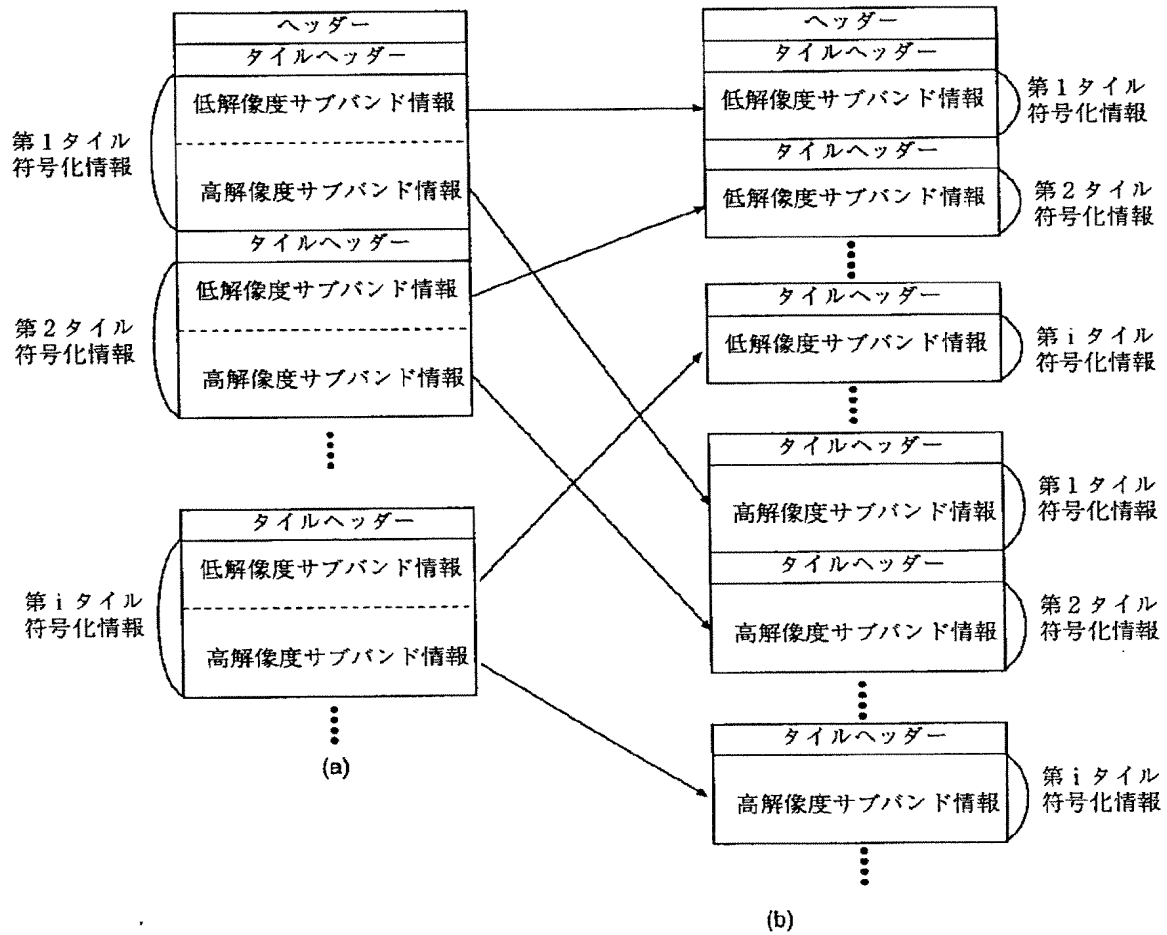 ヘッダー
タイルヘッダー
低解像度サブバンド情報
高解像度サブバンド情報
第1タイル
符号化情報
タイルヘッダー
低解像度サブバンド情報
高解像度サブバンド情報
第2タイル
符号化情報
タイルヘッダー
低解像度サブバンド情報
高解像度サブバンド情報
第iタイル
符号化情報
(a)
ヘッダー
タイルヘッダー
低解像度サブバンド情報
第1タイル
符号化情報
タイルヘッダー
低解像度サブバンド情報
第2タイル
符号化情報
タイルヘッダー
低解像度サブバンド情報
第iタイル
符号化情報
タイルヘッダー
高解像度サブバンド情報
第1タイル
符号化情報
タイルヘッダー
高解像度サブバンド情報
第2タイル
符号化情報
タイルヘッダー
高解像度サブバンド情報
第iタイル
符号化情報
(b)